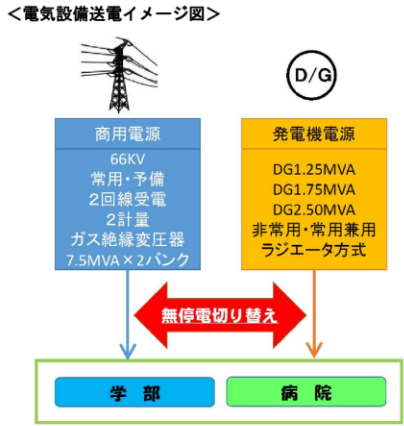 ＜電気設備送電イメージ図＞
D/G
商用電源
66KV
常用・予備
２回線受電
２計量
ガス絶縁変圧器
7.5MVA×2バンク
発電機電源
DG1.25MVA
DG1.75MVA
DG2.50MVA
非常用・常用兼用
ラジエータ方式
無停電切り替え
学 部
病 院